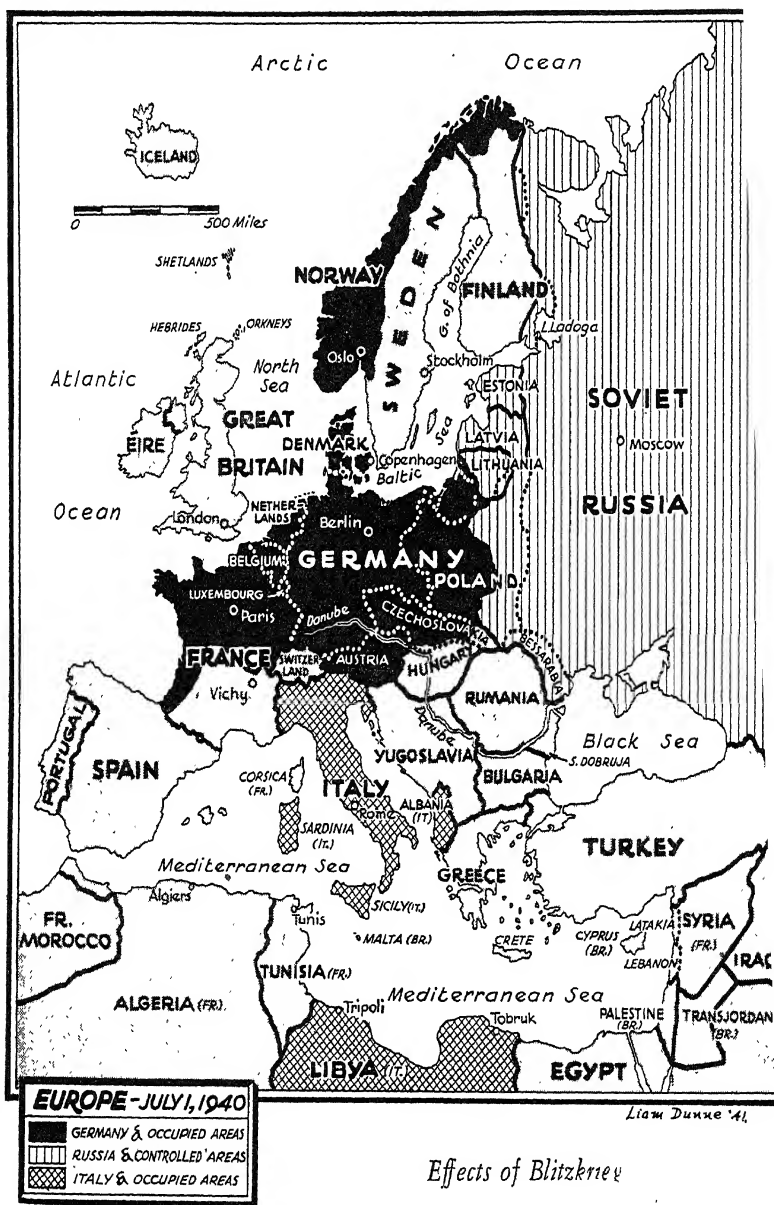 Arctic Ocean
ICELAND
0 500 Miles
SHETLANDS
NORWAY
SWEDEN
G. of Bothnia
FINLAND
HEBRIDES
ORKNEYS
L.Ladoga
Oslo
North
Sea
Stockholm
Atlantic
ESTONIA
SOVIET
GREAT
Sea
ÉIRE
DENMARK
LATVIA
Moscow
BRITAIN
Copenhagen
LITHUANIA
Baltic
Ocean
NETHER
LANDS
RUSSIA
London
Berlin
GERMANY
BELGIUM
POLAND
LUXEMBOURG
Paris
Danube
CZECHOSLOVAKIA
FRANCE
SWITZER
LAND
AUSTRIA
HUNGARY
BESSARABIA
Vichy
RUMANIA
Danube
PORTUGAL
SPAIN
YUGOSLAVIA
Black Sea
S. DOBRUJA
BULGARIA
CORSICA
(FR.)
ITALY
ALBANIA
(IT.)
Rome
SARDINIA
(IT.)
TURKEY
Mediterranean Sea
GREECE
Algiers
SICILY (IT.)
Tunis
FR.
MOROCCO
MALTA (BR.)
CRETE
CYPRUS
(BR.)
LATAKIA
SYRIA
(FR.)
LEBANON
IRAQ
TUNISIA (FR.)
ALGERIA (FR.)
Mediterranean Sea
Tripoli
Tobruk
PALESTINE
(BR.)
TRANSJORDAN
(BR.)
LIBYA (IT.)
EGYPT
EUROPE - JULY 1, 1940
GERMANY & OCCUPIED AREAS
RUSSIA & CONTROLLED AREAS
ITALY & OCCUPIED AREAS
Liam Dunne '41
Effects of Blitzkrieg